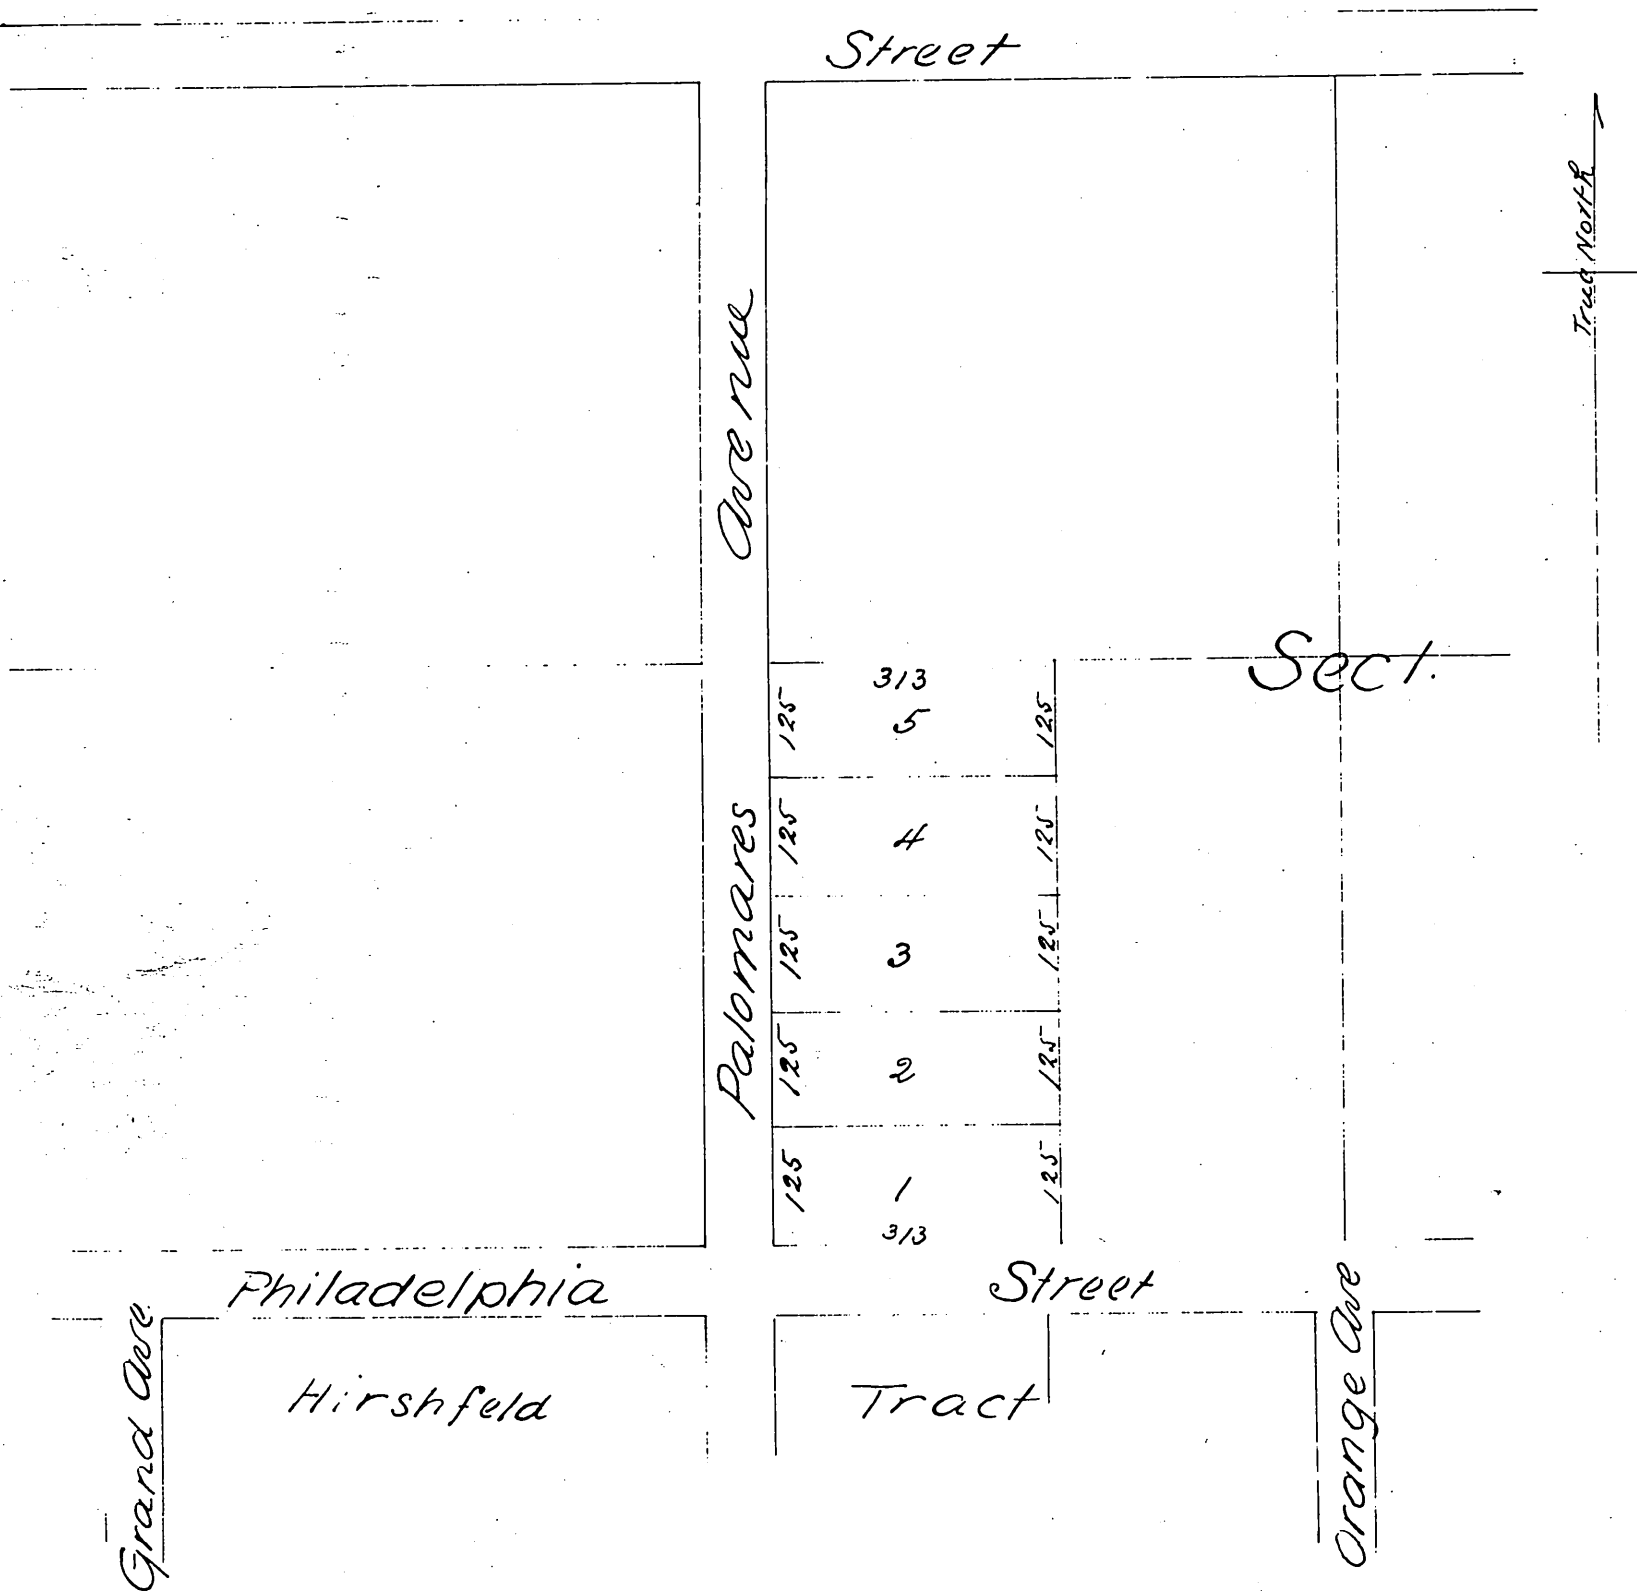 Street
True North
Palomares Avenue
Sect.
313
125 5 125
125 4 125
125 3 125
125 2 125
125 1 125
313
Philadelphia Street
Grand Ave.
Hirshfeld Tract
Orange Ave